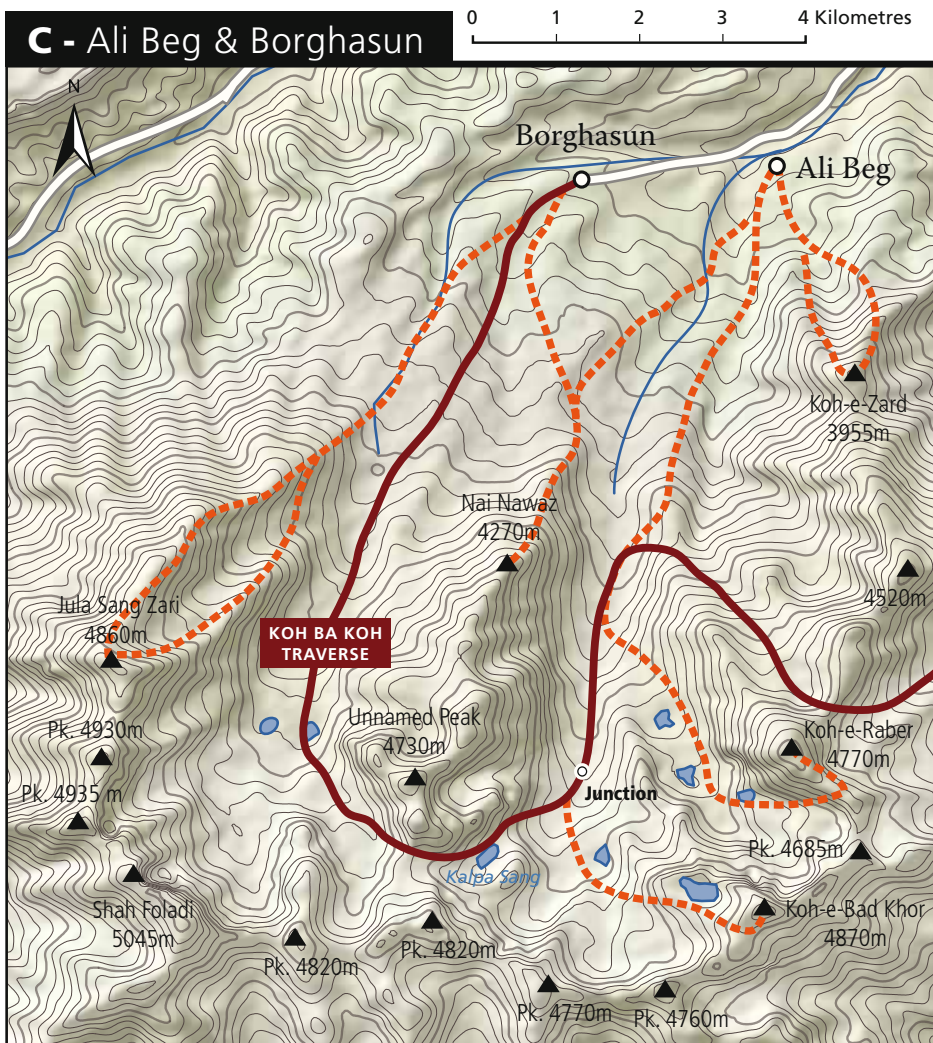 0 1 2 3 4 Kilometres
C - Ali Beg & Borghasun
N
Borghasun
Ali Beg
Koh-e-Zard
3955m
Nai Nawaz
4270m
4520m
Jula Sang Zari
4860m
KOH BA KOH
TRAVERSE
Unnamed Peak
4730m
Koh-e-Raber
4770m
Pk. 4930m
Pk. 4935 m
Junction
Pk. 4685m
Kalpa Sang
Shah Foladi
5045m
Koh-e-Bad Khor
4870m
Pk. 4820m
Pk. 4820m
Pk. 4770m
Pk. 4760m